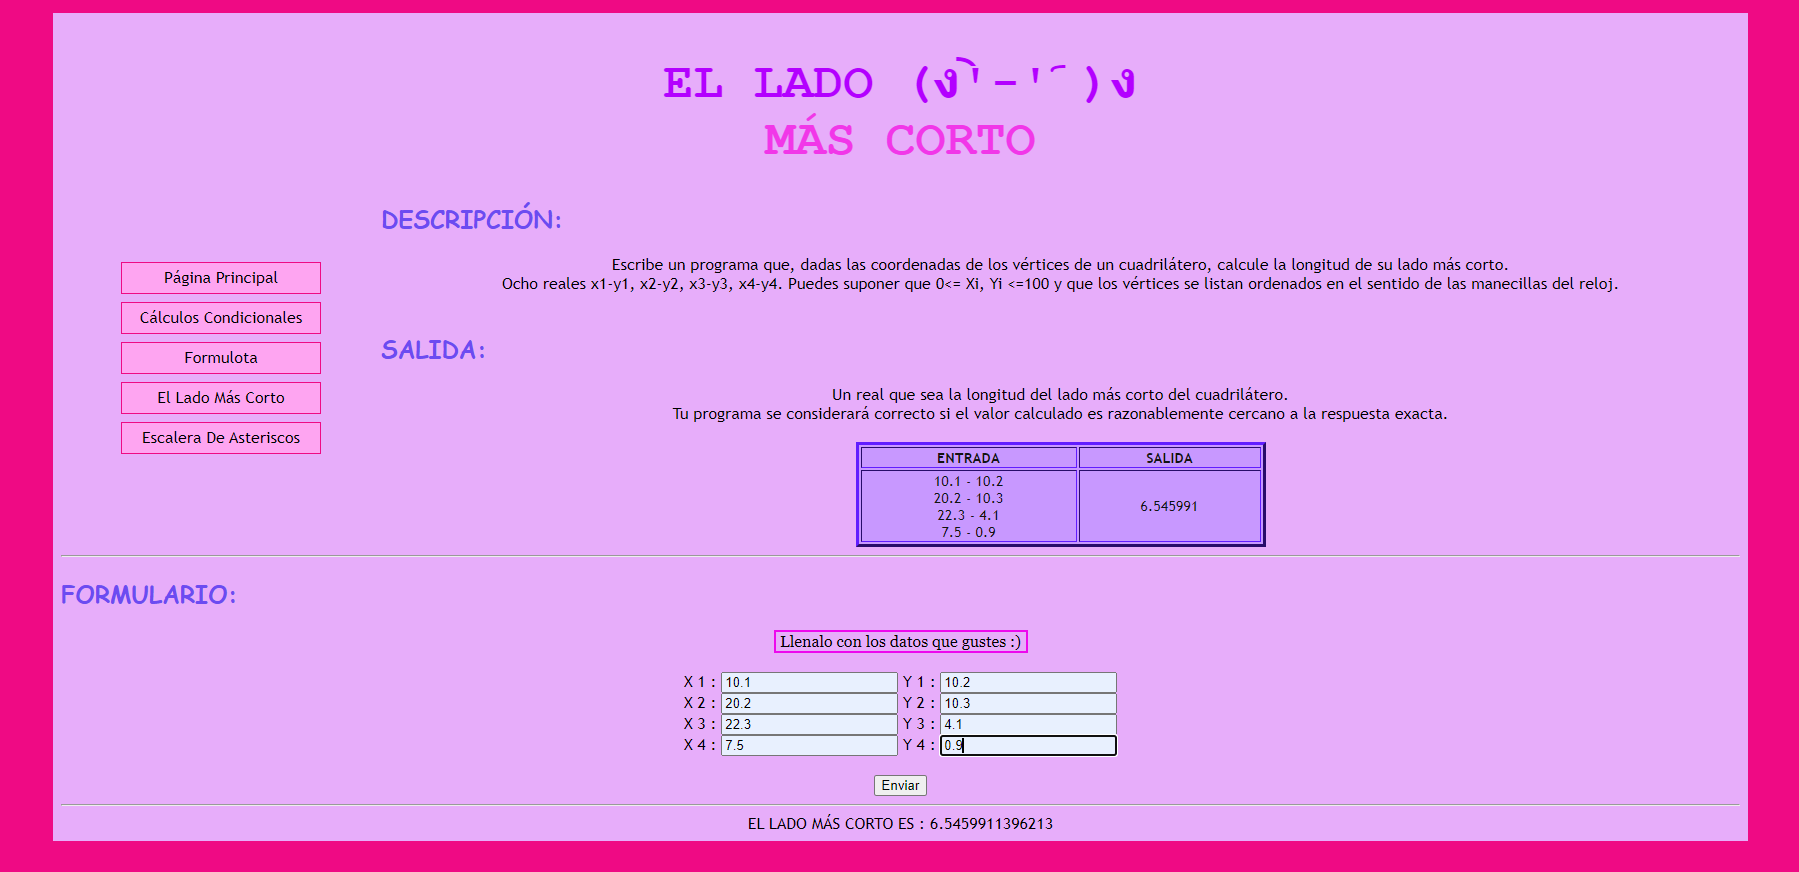 EL LADO (ง'̀-'́)ง
MÁS CORTO
DESCRIPCIÓN:
Escribe un programa que, dadas las coordenadas de los vértices de un cuadrilátero, calcule la longitud de su lado más corto.
Ocho reales x1-y1, x2-y2, x3-y3, x4-y4. Puedes suponer que 0<= Xi, Yi <=100 y que los vértices se listan ordenados en el sentido de las manecillas del reloj.
Página Principal
Cálculos Condicionales
Formulota
El Lado Más Corto
Escalera De Asteriscos
SALIDA:
Un real que sea la longitud del lado más corto del cuadrilátero.
Tu programa se considerará correcto si el valor calculado es razonablemente cercano a la respuesta exacta.
ENTRADA SALIDA
10.1 - 10.2
20.2 - 10.3
22.3 - 4.1
7.5 - 0.9
6.545991
FORMULARIO:
Llenalo con los datos que gustes :)
X 1 : 10.1 Y 1 : 10.2
X 2 : 20.2 Y 2 : 10.3
X 3 : 22.3 Y 3 : 4.1
X 4 : 7.5 Y 4 : 0.9
Enviar
EL LADO MÁS CORTO ES : 6.5459911396213